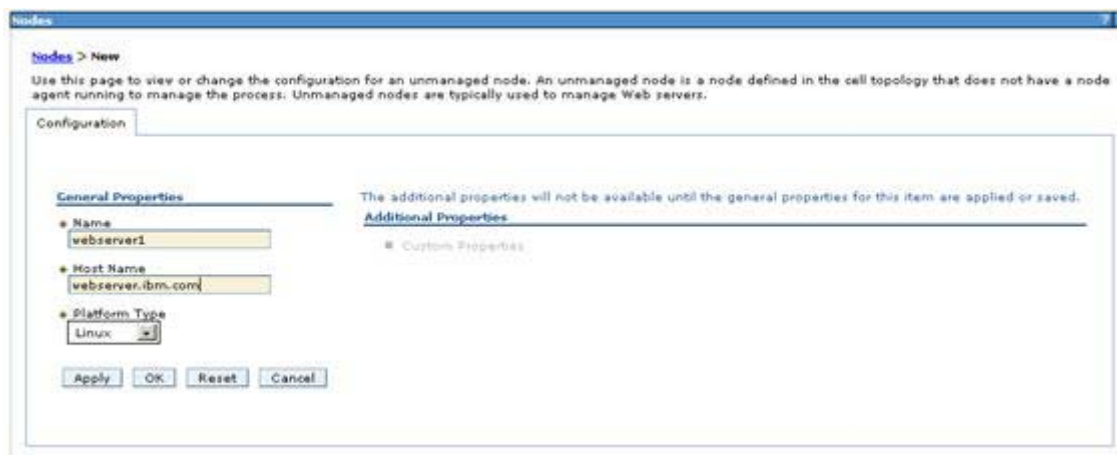 Nodes ?
Nodes > New
Use this page to view or change the configuration for an unmanaged node. An unmanaged node is a node defined in the cell topology that does not have a node
agent running to manage the process. Unmanaged nodes are typically used to manage Web servers.
Configuration
General Properties
The additional properties will not be available until the general properties for this item are applied or saved.
Additional Properties
Name
webserver1
Custom Properties
Host Name
webserver.ibm.com
Platform Type
Linux
Apply OK Reset Cancel